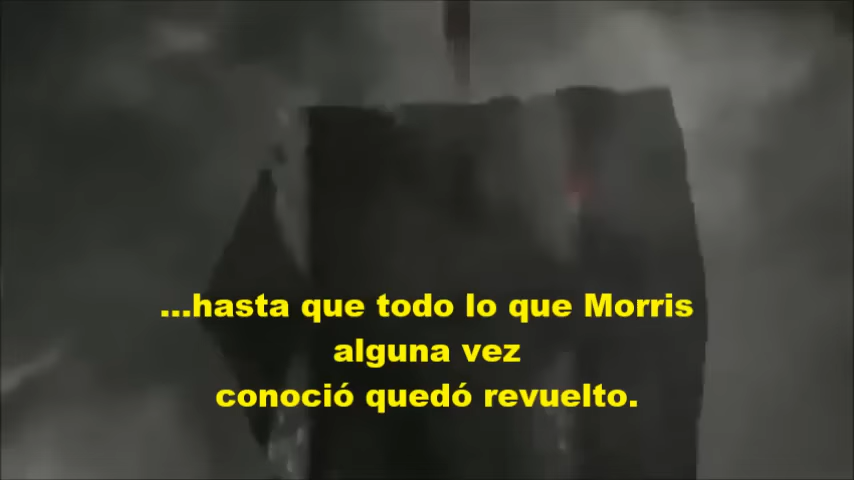 ...hasta que todo lo que Morris
alguna vez
conoció quedó revuelto.